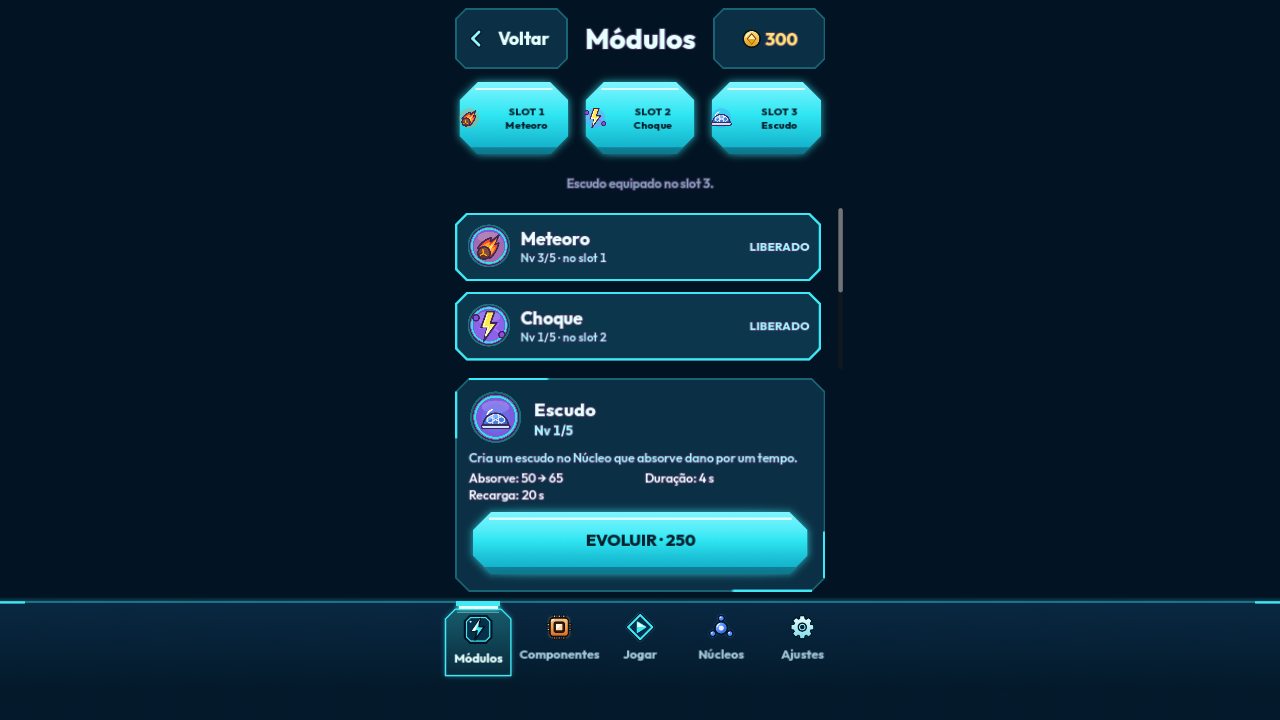 Voltar
Módulos
300
SLOT 1
Meteoro
SLOT 2
Choque
SLOT 3
Escudo
Escudo equipado no slot 3.
Meteoro
Nv 3/5 · no slot 1
LIBERADO
Choque
Nv 1/5 · no slot 2
LIBERADO
Escudo
Nv 1/5
Cria um escudo no Núcleo que absorve dano por um tempo.
Absorve: 50 → 65
Duração: 4 s
Recarga: 20 s
EVOLUIR · 250
Módulos
Componentes
Jogar
Núcleos
Ajustes